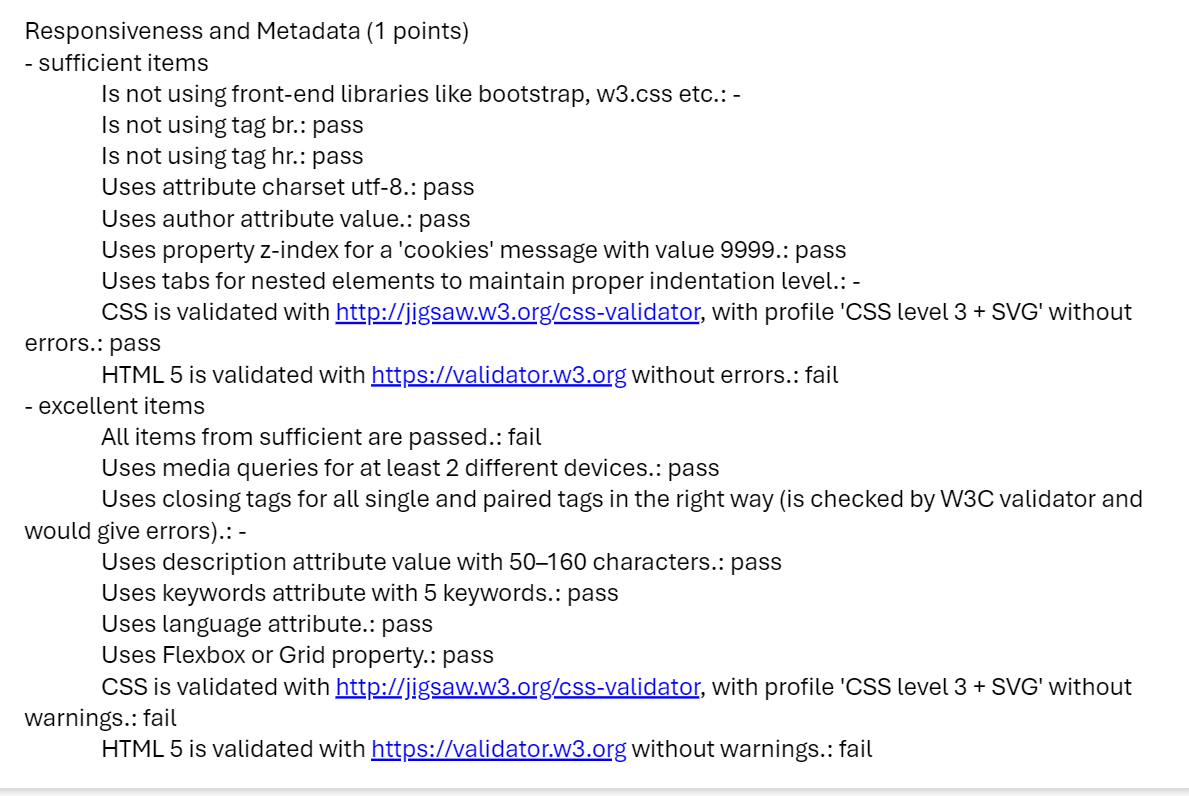 Responsiveness and Metadata (1 points)
- sufficient items
Is not using front-end libraries like bootstrap, w3.css etc.: -
Is not using tag br.: pass
Is not using tag hr.: pass
Uses attribute charset utf-8.: pass
Uses author attribute value.: pass
Uses property z-index for a 'cookies' message with value 9999.: pass
Uses tabs for nested elements to maintain proper indentation level.: -
CSS is validated with http://jigsaw.w3.org/css-validator, with profile 'CSS level 3 + SVG' without
errors.: pass
HTML 5 is validated with https://validator.w3.org without errors.: fail
- excellent items
All items from sufficient are passed.: fail
Uses media queries for at least 2 different devices.: pass
Uses closing tags for all single and paired tags in the right way (is checked by W3C validator and
would give errors).: -
Uses description attribute value with 50–160 characters.: pass
Uses keywords attribute with 5 keywords.: pass
Uses language attribute.: pass
Uses Flexbox or Grid property.: pass
CSS is validated with http://jigsaw.w3.org/css-validator, with profile 'CSS level 3 + SVG' without
warnings.: fail
HTML 5 is validated with https://validator.w3.org without warnings.: fail